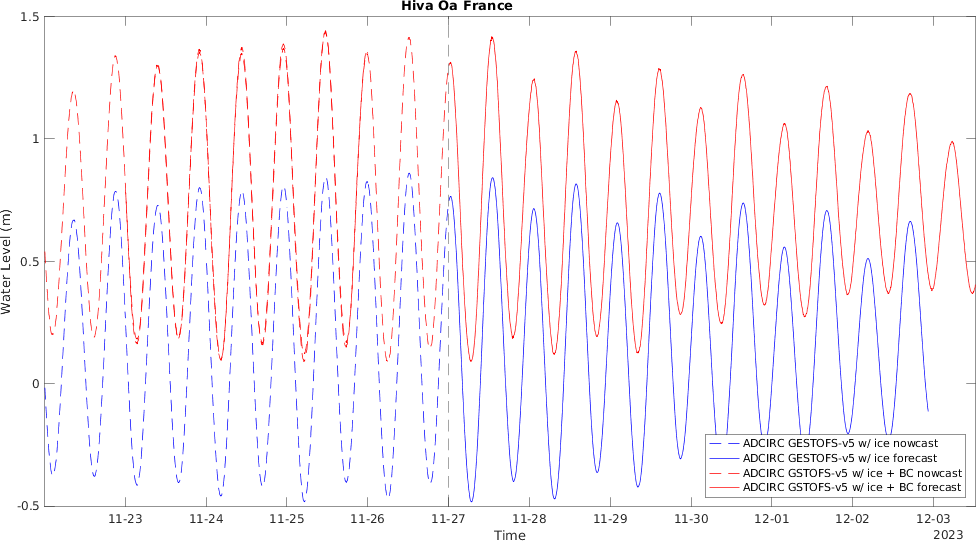 Hiva Oa France
1.5
1
0.5
0
-0.5
Water Level (m)
ADCIRC GESTOFS-v5 w/ ice nowcast
ADCIRC GESTOFS-v5 w/ ice forecast
ADCIRC GSTOFS-v5 w/ ice + BC nowcast
ADCIRC GSTOFS-v5 w/ ice + BC forecast
11-23 11-24 11-25 11-26 11-27 11-28 11-29 11-30 12-01 12-02 12-03
Time
2023